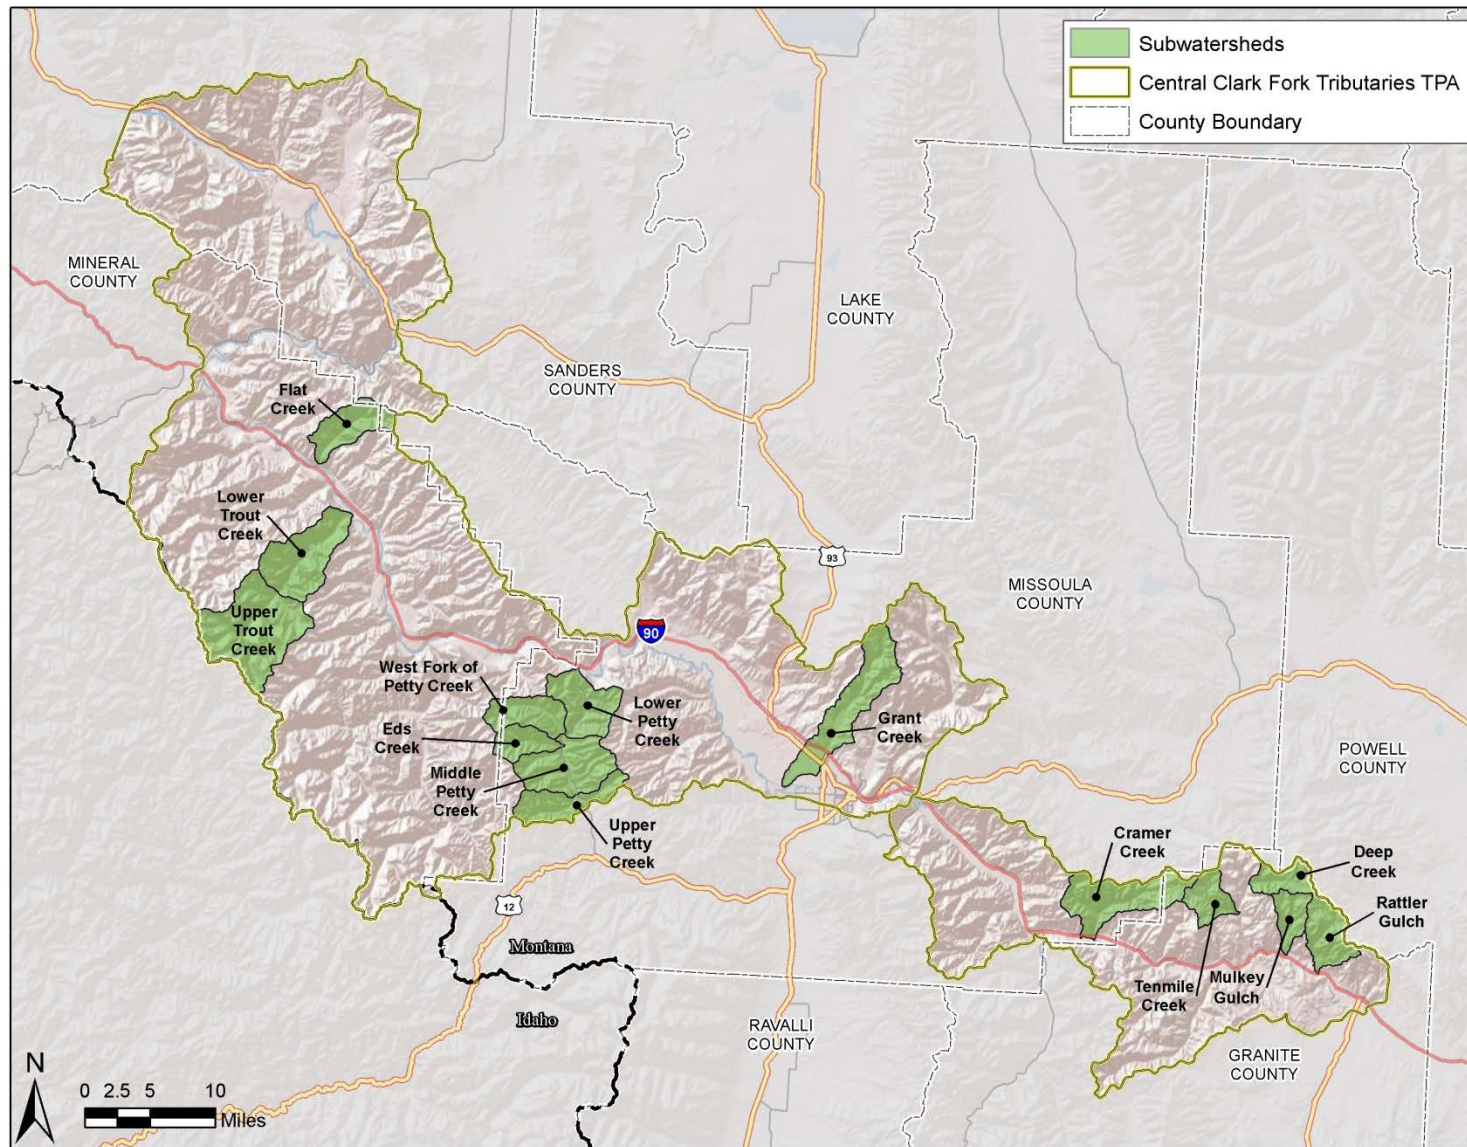 Subwatersheds
Central Clark Fork Tributaries TPA
County Boundary
MINERAL
COUNTY
LAKE
COUNTY
SANDERS
COUNTY
Flat
Creek
Lower
Trout
Creek
93
MISSOULA
COUNTY
Upper
Trout
Creek
90
West Fork of
Petty Creek
Lower
Petty
Creek
Grant
Creek
Eds
Creek
POWELL
COUNTY
Middle
Petty
Creek
Upper
Petty
Creek
Cramer
Creek
Deep
Creek
Rattler
Gulch
12
Montana
Tenmile
Creek
Mulkey
Gulch
Idaho
RAVALLI
COUNTY
GRANITE
COUNTY
N
0 2.5 5 10
Miles